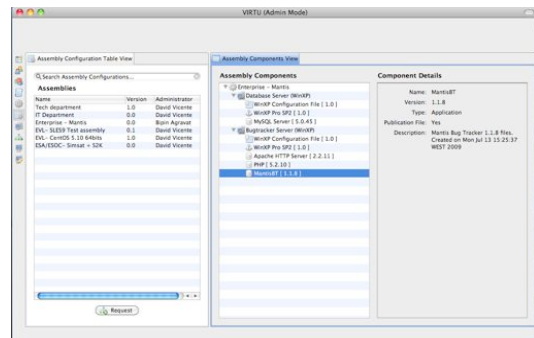 VIRTU (Admin Mode)
Assembly Configuration Table View
Search Assembly Configurations...
Assemblies
Name Version Administrator
Tech department 1.0 David Vicente
IT Department 0.0 David Vicente
Enterprise - Mantis 0.0 Bipin Agravat
EVL- SLES9 Test assembly 0.1 David Vicente
EVL- CentOS 5.10 64bits 1.0 David Vicente
ESA/ESOC- Simsat + S2K 0.0 David Vicente
Request
Assembly Components View
Assembly Components
Enterprise - Mantis
Database Server (WinXP)
WinXP Configuration File [ 1.0 ]
WinXP Pro SP2 [ 1.0 ]
MySQL Server [ 5.0.45 ]
Bugtracker Server (WinXP)
WinXP Configuration File [ 1.0 ]
WinXP Pro SP2 [ 1.0 ]
Apache HTTP Server [ 2.2.11 ]
PHP [ 5.2.10 ]
MantisBT [ 1.1.8 ]
Component Details
Name: MantisBT
Version: 1.1.8
Type: Application
Publication File: Yes
Description: Mantis Bug Tracker 1.1.8 files.
Created on Mon Jul 13 15:25:37
WEST 2009